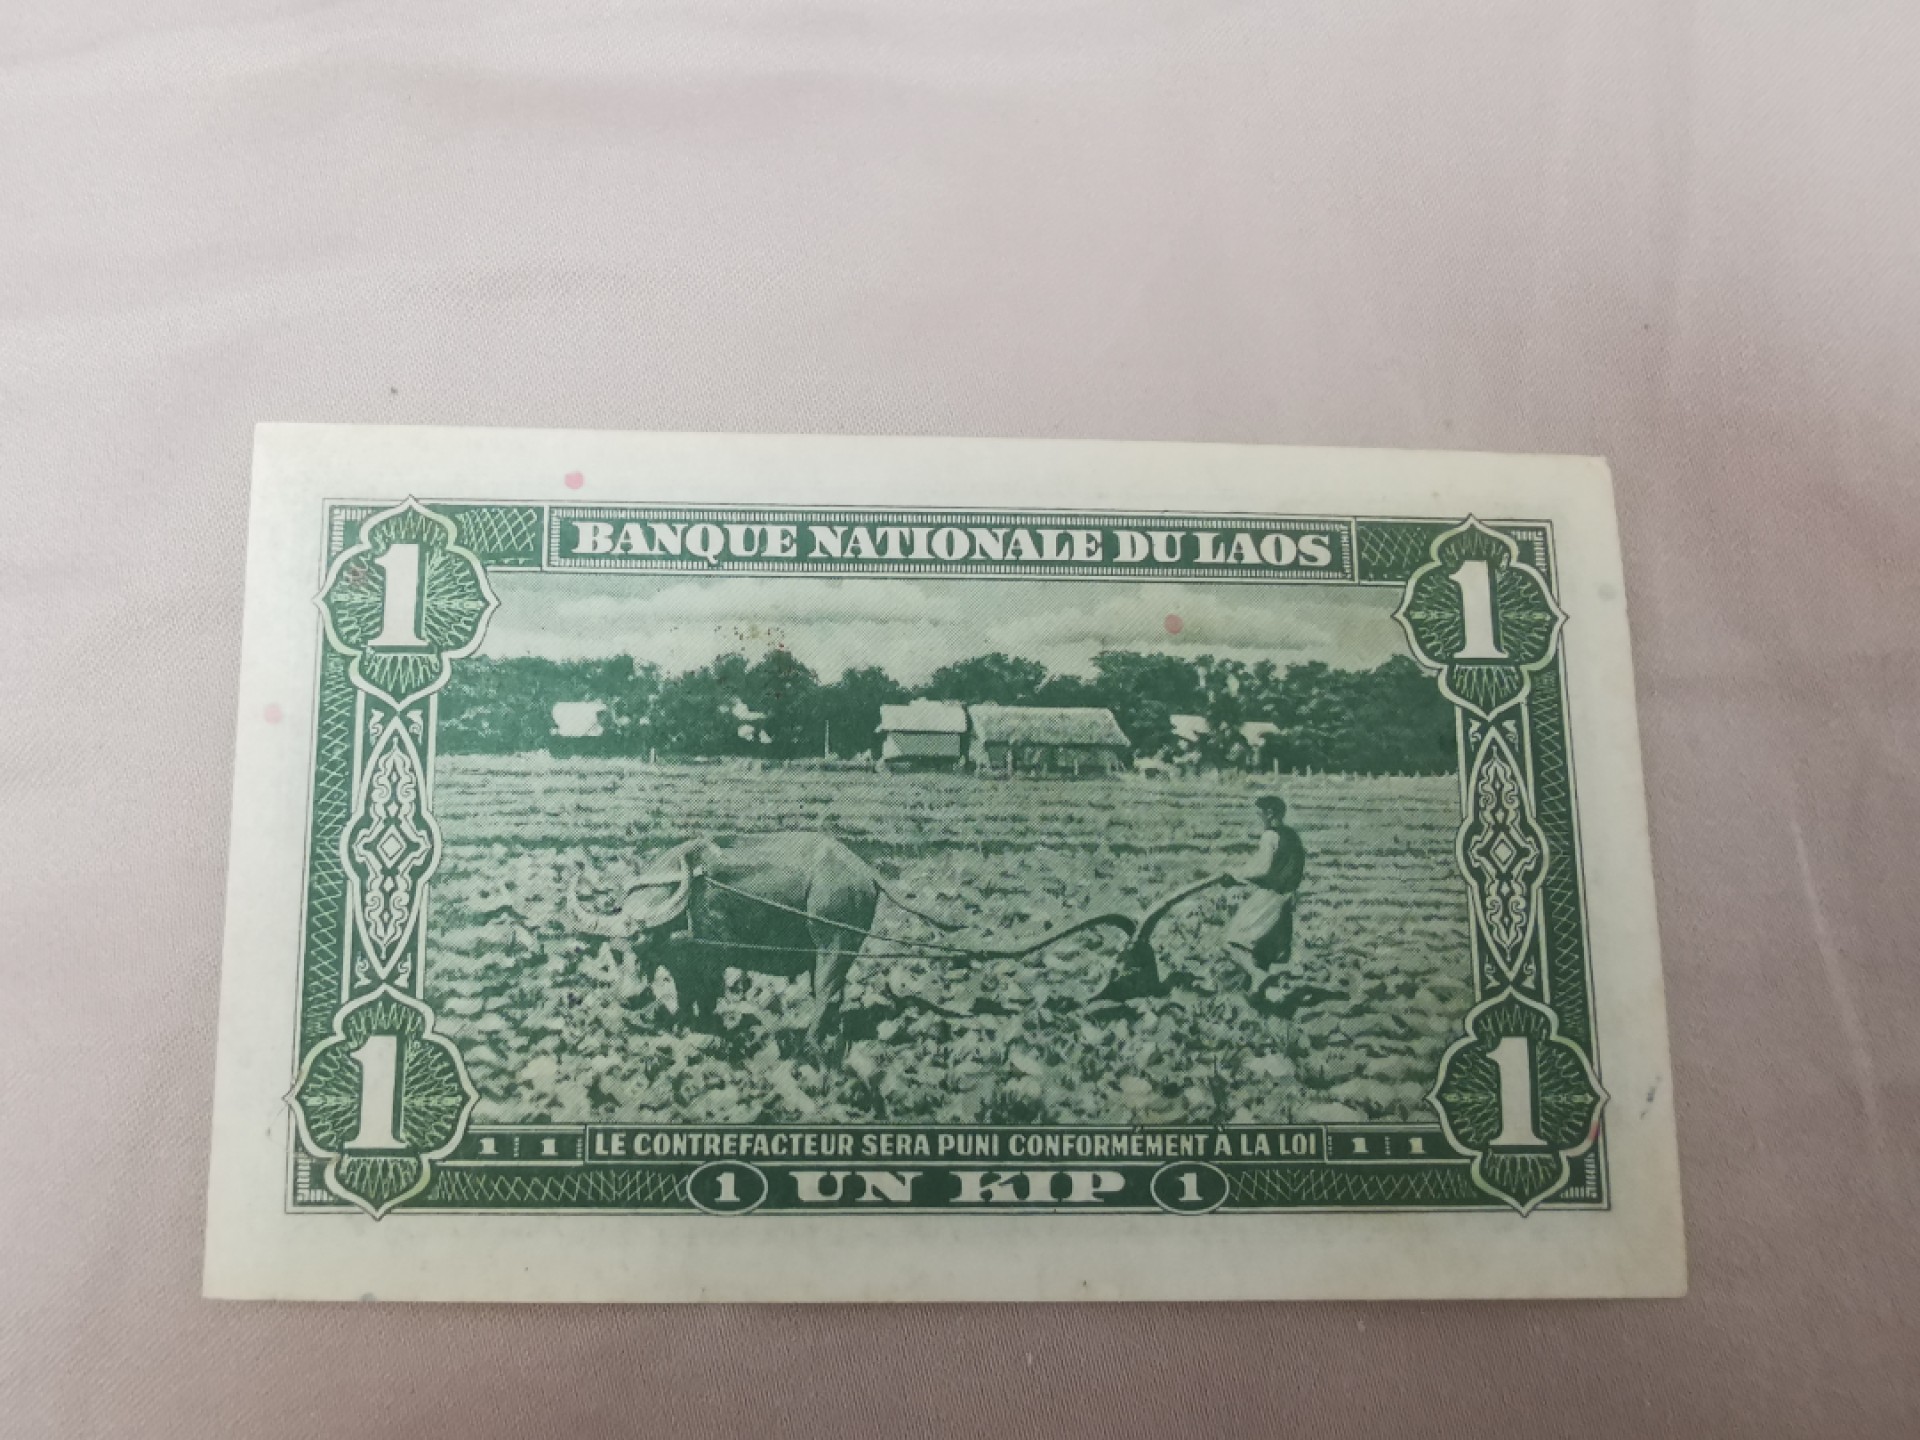 1 BANQUE NATIONALE DU LAOS 1
1 1 1 LE CONTREFACTEUR SERA PUNI CONFORMÉMENT À LA LOI 1 1 1
1 UN KIP 1